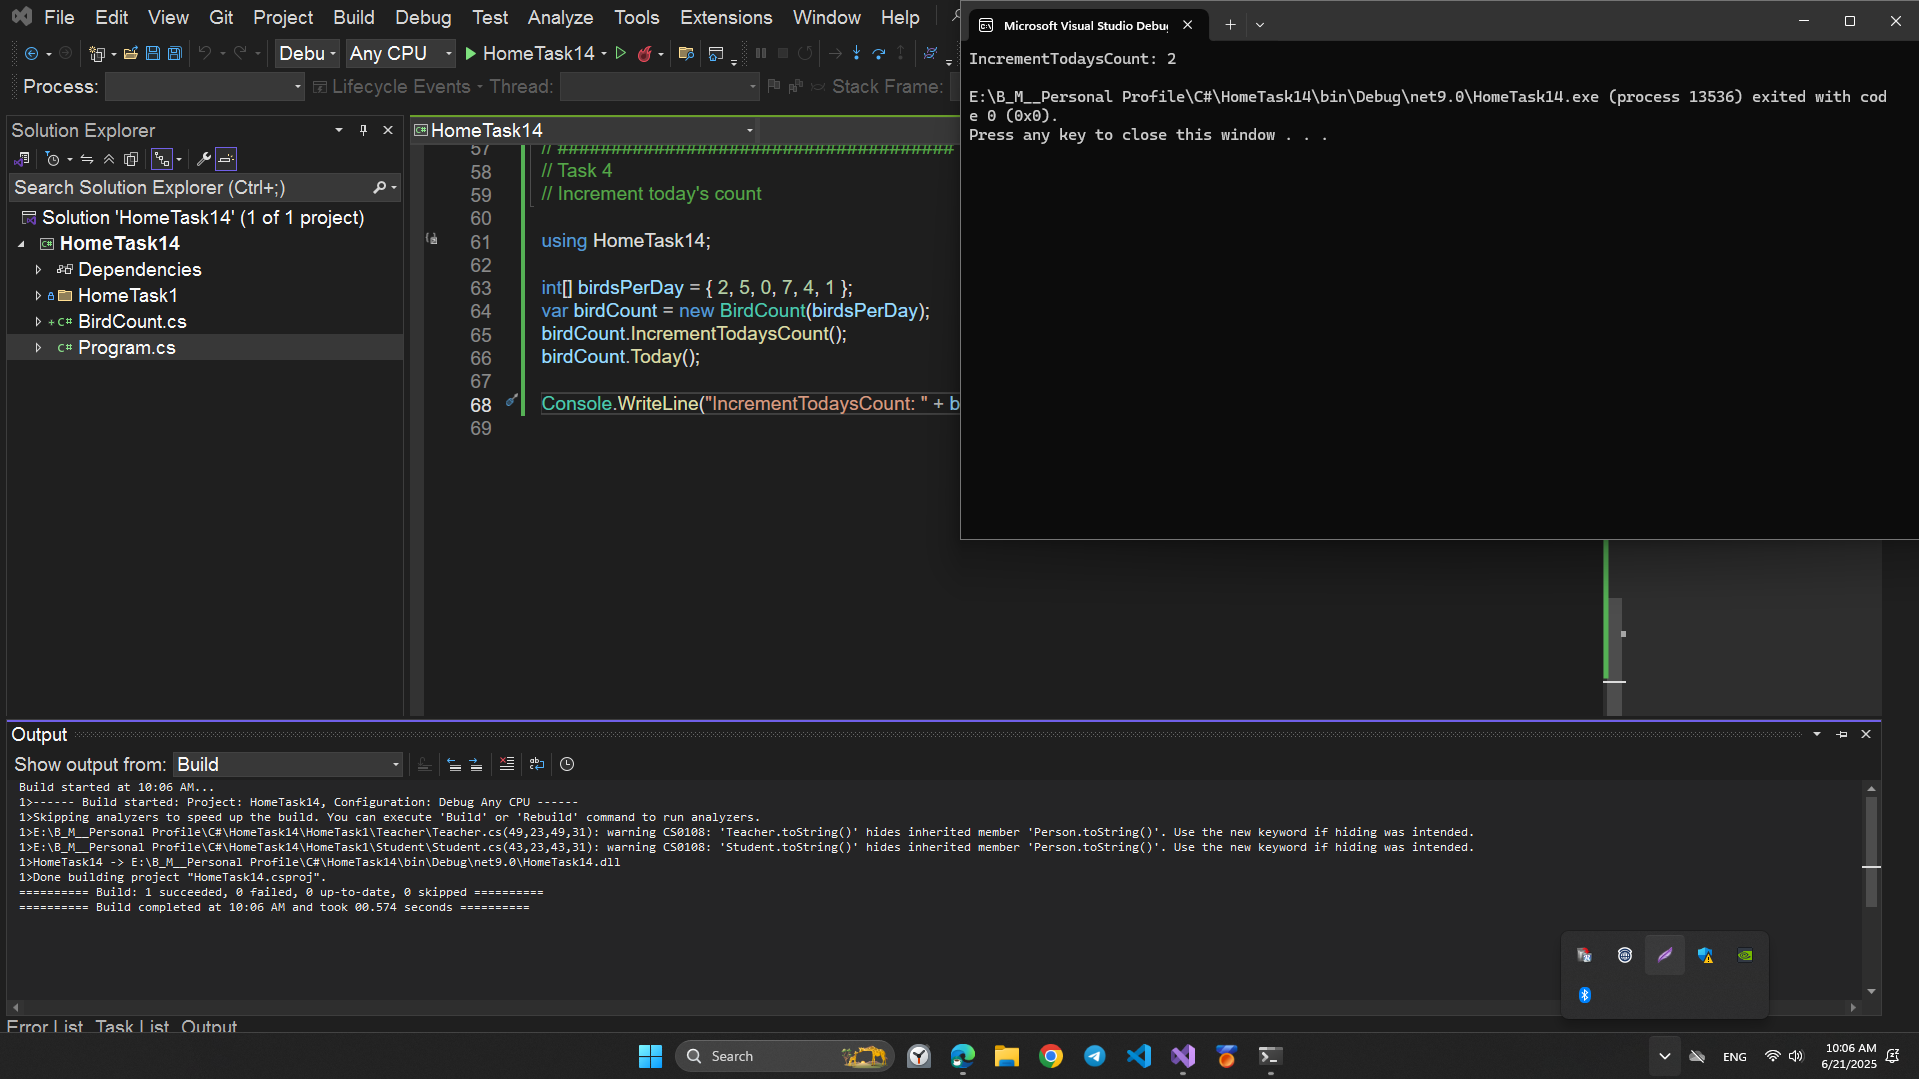 File Edit View Git Project Build Debug Test Analyze Tools Extensions Window Help
Debu Any CPU HomeTask14
Process: Lifecycle Events Thread: Stack Frame:
Solution Explorer
Search Solution Explorer (Ctrl+;)
Solution 'HomeTask14' (1 of 1 project)
HomeTask14
Dependencies
HomeTask1
BirdCount.cs
Program.cs
HomeTask14
57 // #####################################
58 // Task 4
59 // Increment today's count
60
61 using HomeTask14;
62
63 int[] birdsPerDay = { 2, 5, 0, 7, 4, 1 };
64 var birdCount = new BirdCount(birdsPerDay);
65 birdCount.IncrementTodaysCount();
66 birdCount.Today();
67
68 Console.WriteLine("IncrementTodaysCount: " + b
69
Microsoft Visual Studio Debug
IncrementTodaysCount: 2
E:\B_M__Personal Profile\C#\HomeTask14\bin\Debug\net9.0\HomeTask14.exe (process 13536) exited with cod
e 0 (0x0).
Press any key to close this window . . .
Output
Show output from: Build
Build started at 10:06 AM...
1>------ Build started: Project: HomeTask14, Configuration: Debug Any CPU ------
1>Skipping analyzers to speed up the build. You can execute 'Build' or 'Rebuild' command to run analyzers.
1>E:\B_M__Personal Profile\C#\HomeTask14\HomeTask1\Teacher\Teacher.cs(49,23,49,31): warning CS0108: 'Teacher.toString()' hides inherited member 'Person.toString()'. Use the new keyword if hiding was intended.
1>E:\B_M__Personal Profile\C#\HomeTask14\HomeTask1\Student\Student.cs(43,23,43,31): warning CS0108: 'Student.toString()' hides inherited member 'Person.toString()'. Use the new keyword if hiding was intended.
1>HomeTask14 -> E:\B_M__Personal Profile\C#\HomeTask14\bin\Debug\net9.0\HomeTask14.dll
1>Done building project "HomeTask14.csproj".
========== Build: 1 succeeded, 0 failed, 0 up-to-date, 0 skipped ==========
========== Build completed at 10:06 AM and took 00.574 seconds ==========
Error List Task List Output
Search
ENG
10:06 AM
6/21/2025